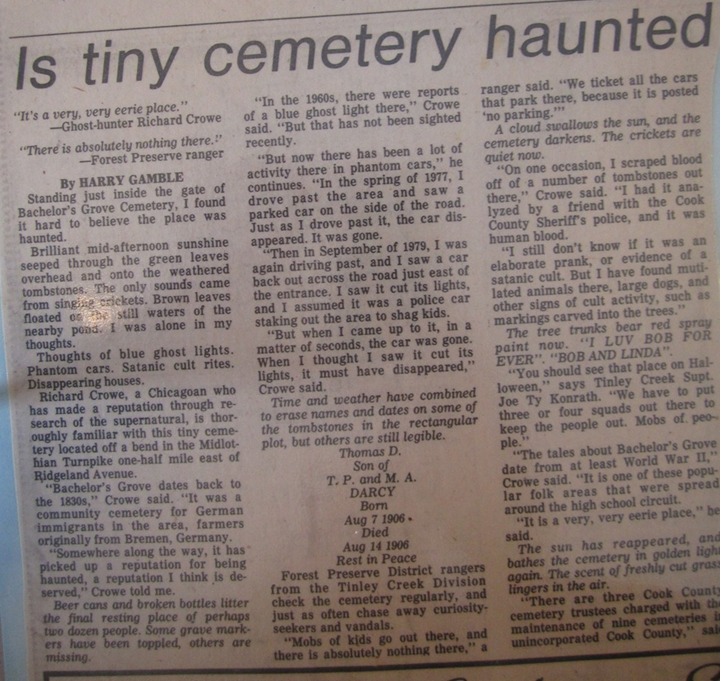 Is tiny cemetery haunted
"It's a very, very eerie place."
—Ghost-hunter Richard Crowe
"There is absolutely nothing there."
—Forest Preserve ranger
By HARRY GAMBLE
Standing just inside the gate of
Bachelor's Grove Cemetery, I found
it hard to believe the place was
haunted.
Brilliant mid-afternoon sunshine
seeped through the green leaves
overhead and onto the weathered
tombstones. The only sounds came
from singing crickets. Brown leaves
floated on the still waters of the
nearby pond. I was alone in my
thoughts.
Thoughts of blue ghost lights.
Phantom cars. Satanic cult rites.
Disappearing houses.
Richard Crowe, a Chicagoan who
has made a reputation through re-
search of the supernatural, is thor-
oughly familiar with this tiny ceme-
tery located off a bend in the Midlot-
hian Turnpike one-half mile east of
Ridgeland Avenue.
"Bachelor's Grove dates back to
the 1830s," Crowe said. "It was a
community cemetery for German
immigrants in the area, farmers
originally from Bremen, Germany.
"Somewhere along the way, it has
picked up a reputation for being
haunted, a reputation I think is de-
served," Crowe told me.
Beer cans and broken bottles litter
the final resting place of perhaps
two dozen people. Some grave mark-
ers have been toppled, others are
missing.
"In the 1960s, there were reports
of a blue ghost light there," Crowe
said. "But that has not been sighted
recently.
"But now there has been a lot of
activity there in phantom cars," he
continues. "In the spring of 1977, I
drove past the area and saw a
parked car on the side of the road.
Just as I drove past it, the car dis-
appeared. It was gone.
"Then in September of 1979, I was
again driving past, and I saw a car
back out across the road just east of
the entrance. I saw it cut its lights,
and I assumed it was a police car
staking out the area to shag kids.
"But when I came up to it, in a
matter of seconds, the car was gone.
When I thought I saw it cut its
lights, it must have disappeared,"
Crowe said.
Time and weather have combined
to erase names and dates on some of
the tombstones in the rectangular
plot, but others are still legible.
Thomas D.
Son of
T. P. and M. A.
DARCY
Born
Aug 7 1906
Died
Aug 14 1906
Rest in Peace
Forest Preserve District rangers
from the Tinley Creek Division
check the cemetery regularly, and
just as often chase away curiosity-
seekers and vandals.
"Mobs of kids go out there, and
there is absolutely nothing there," a
ranger said. "We ticket all the cars
that park there, because it is posted
'no parking.'"
A cloud swallows the sun, and the
cemetery darkens. The crickets are
quiet now.
"On one occasion, I scraped blood
off of a number of tombstones out
there," Crowe said. "I had it ana-
lyzed by a friend with the Cook
County Sheriff's police, and it was
human blood.
"I still don't know if it was an
elaborate prank, or evidence of a
satanic cult. But I have found muti-
lated animals there, large dogs, and
other signs of cult activity, such as
markings carved into the trees."
The tree trunks bear red spray
paint now. "I LUV BOB FOR
EVER". "BOB AND LINDA".
"You should see that place on Hal-
loween," says Tinley Creek Supt.
Joe Ty Konrath. "We have to put
three or four squads out there to
keep the people out. Mobs of peo-
ple."
"The tales about Bachelor's Grove
date from at least World War II,"
Crowe said. "It is one of these popu-
lar folk areas that were spread
around the high school circuit.
"It is a very, very eerie place," he
said.
The sun has reappeared, and
bathes the cemetery in golden light
again. The scent of freshly cut grass
lingers in the air.
"There are three Cook County
cemetery trustees charged with the
maintenance of nine cemeteries in
unincorporated Cook County," said